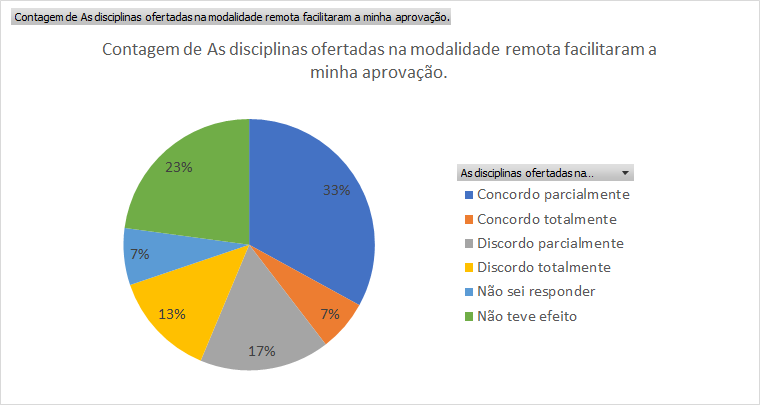 Contagem de As disciplinas ofertadas na modalidade remota facilitaram a minha aprovação.
Contagem de As disciplinas ofertadas na modalidade remota facilitaram a
minha aprovação.
23%
33%
As disciplinas ofertadas na...
Concordo parcialmente
Concordo totalmente
Discordo parcialmente
7%
Discordo totalmente
Não sei responder
13%
7%
Não teve efeito
17%